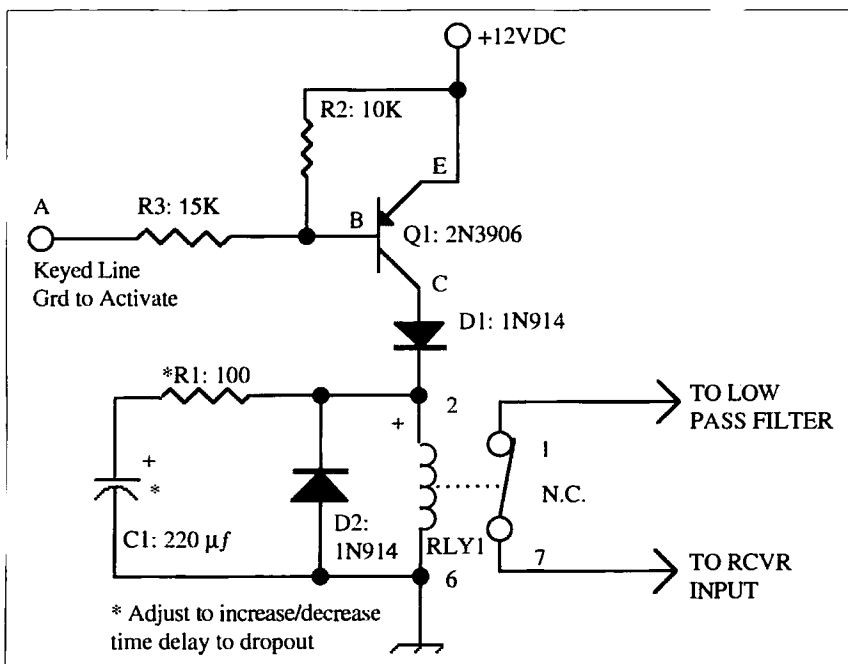 +12VDC
R2: 10K
E
A
R3: 15K
B
Q1: 2N3906
Keyed Line
Grd to Activate
C
D1: 1N914
*R1: 100
2
TO LOW
PASS FILTER
+
+
1
*
N.C.
D2:
1N914
C1: 220 µf
RLY1
7
TO RCVR
INPUT
6
* Adjust to increase/decrease
time delay to dropout